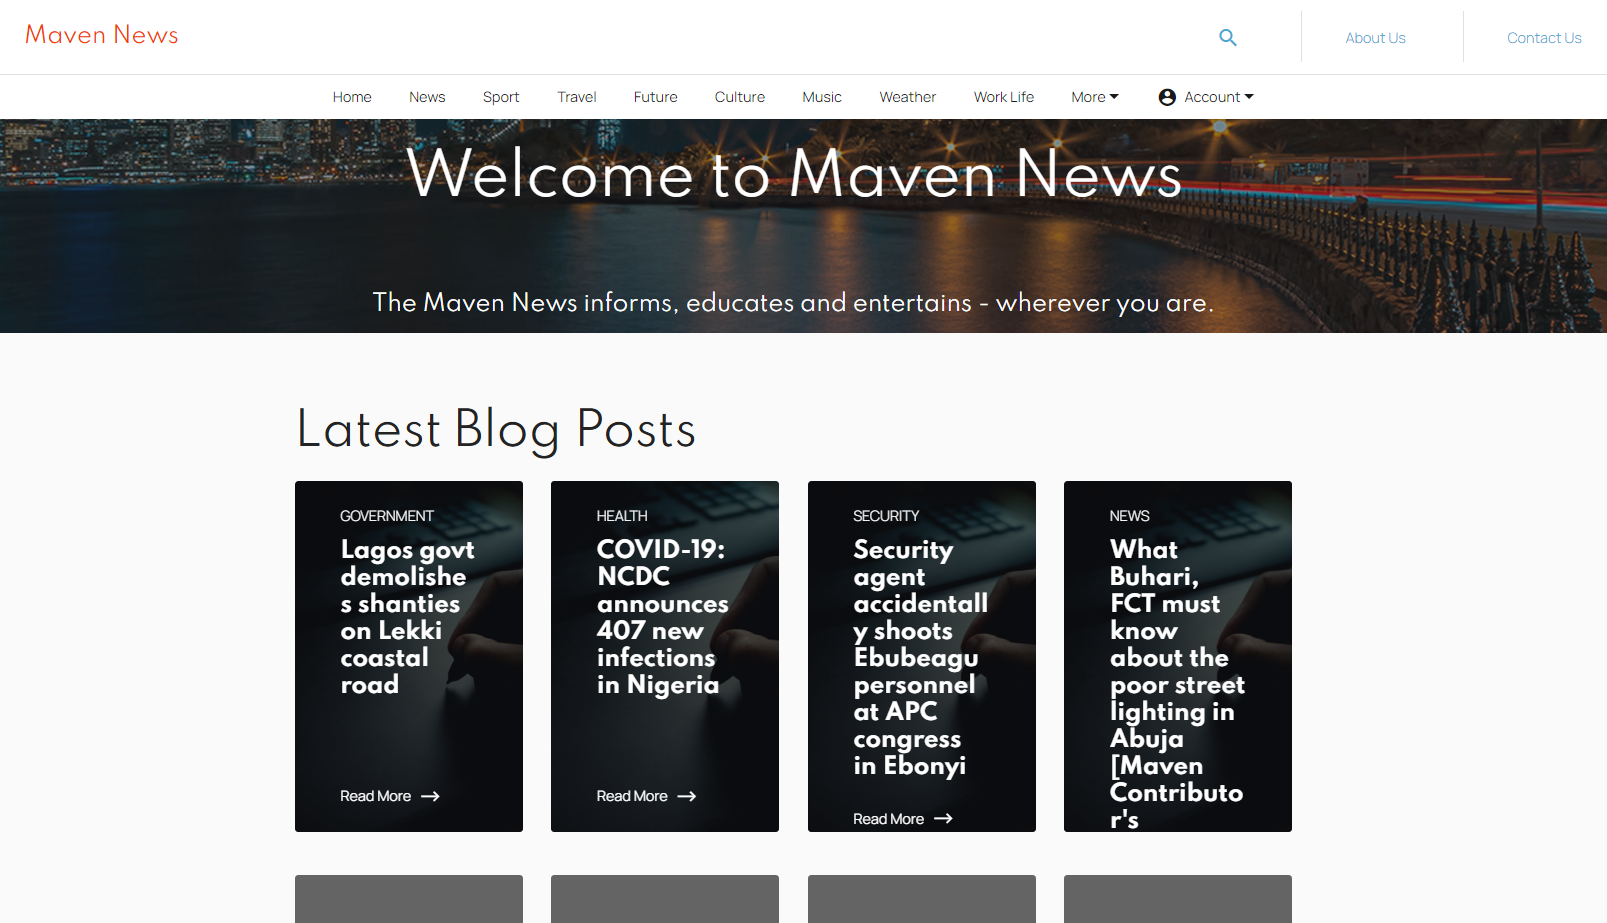 Maven News
About Us
Contact Us
Home News Sport Travel Future Culture Music Weather Work Life More Account
Welcome to Maven News
The Maven News informs, educates and entertains - wherever you are.
Latest Blog Posts
GOVERNMENT
Lagos govt
demolishe
s shanties
on Lekki
coastal
road
Read More
HEALTH
COVID-19:
NCDC
announces
407 new
infections
in Nigeria
Read More
SECURITY
Security
agent
accidentall
y shoots
Ebubeagu
personnel
at APC
congress
in Ebonyi
Read More
NEWS
What
Buhari,
FCT must
know
about the
poor street
lighting in
Abuja
[Maven
Contributo
r's